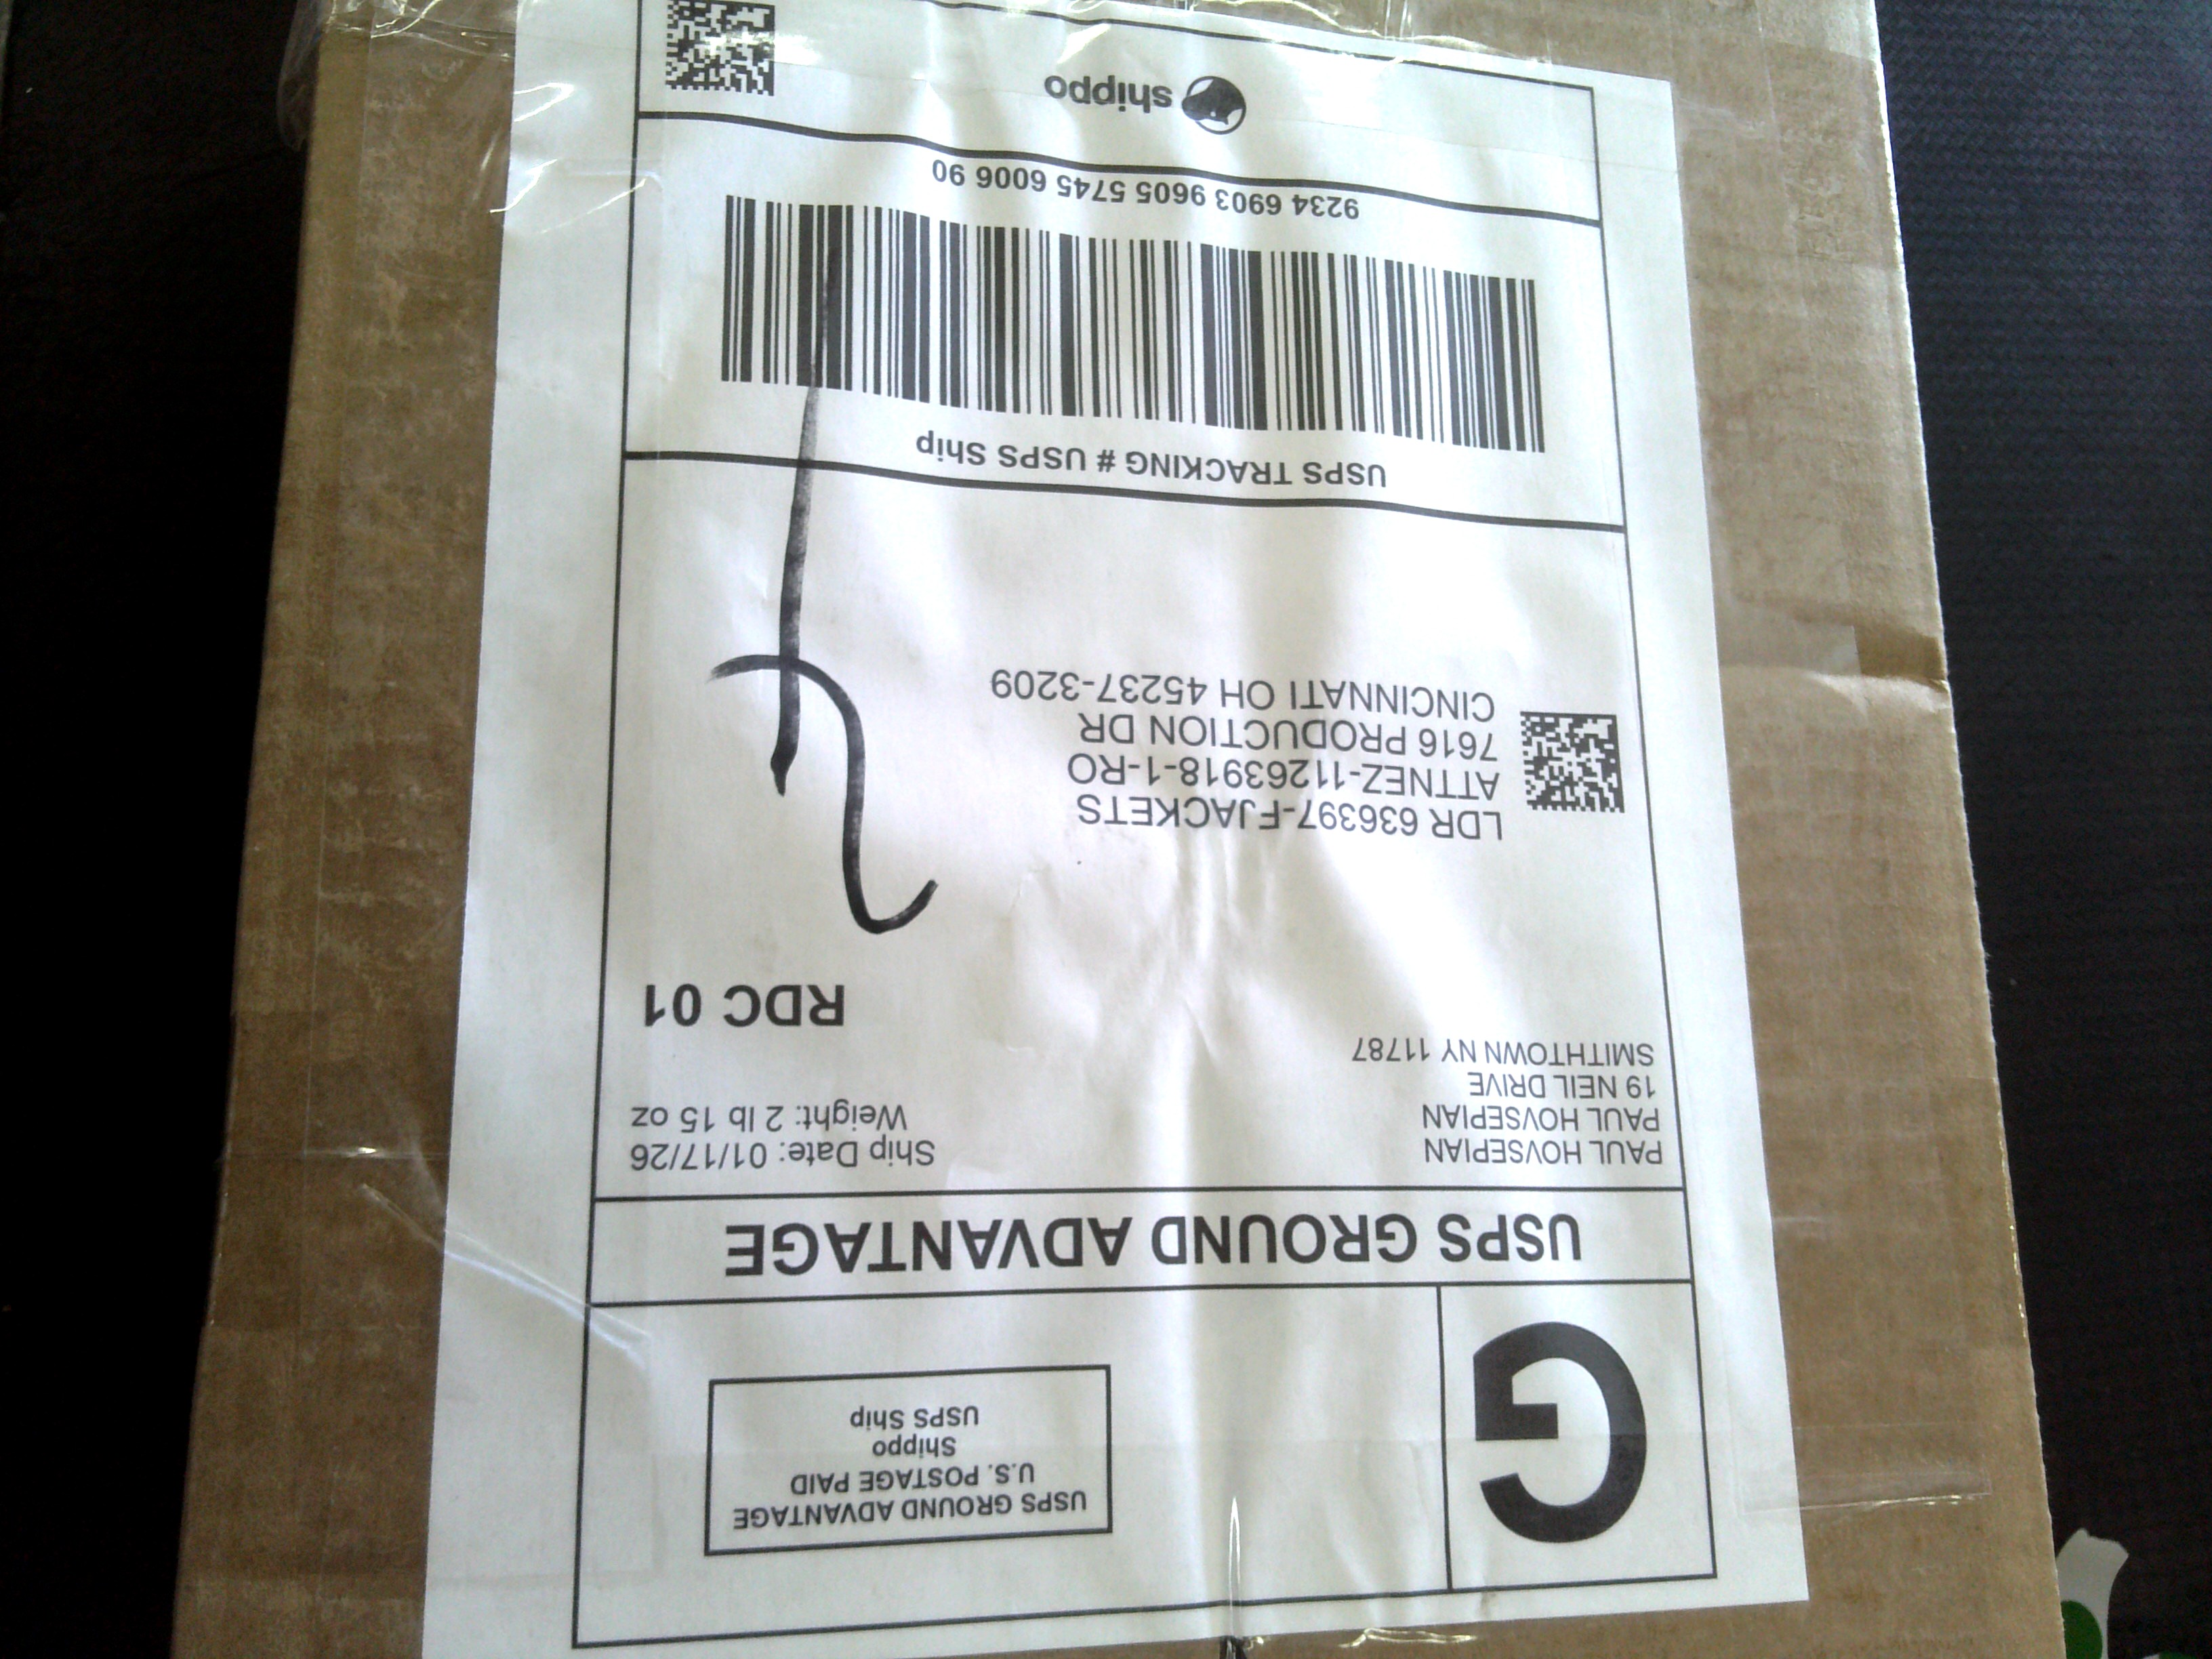 G
USPS GROUND ADVANTAGE
U.S. POSTAGE PAID
Shippo
USPS Ship
USPS GROUND ADVANTAGE
PAUL HOVSEPIAN
PAUL HOVSEPIAN
19 NEIL DRIVE
SMITHTOWN NY 11787
Ship Date: 01/17/26
Weight: 2 lb 15 oz
RDC 01
LDR 636397-FJACKETS
ATTNEZ-11263918-1-RO
7616 PRODUCTION DR
CINCINNATI OH 45237-3209
USPS TRACKING # USPS Ship
9234 6903 9605 5745 6006 90
shippo